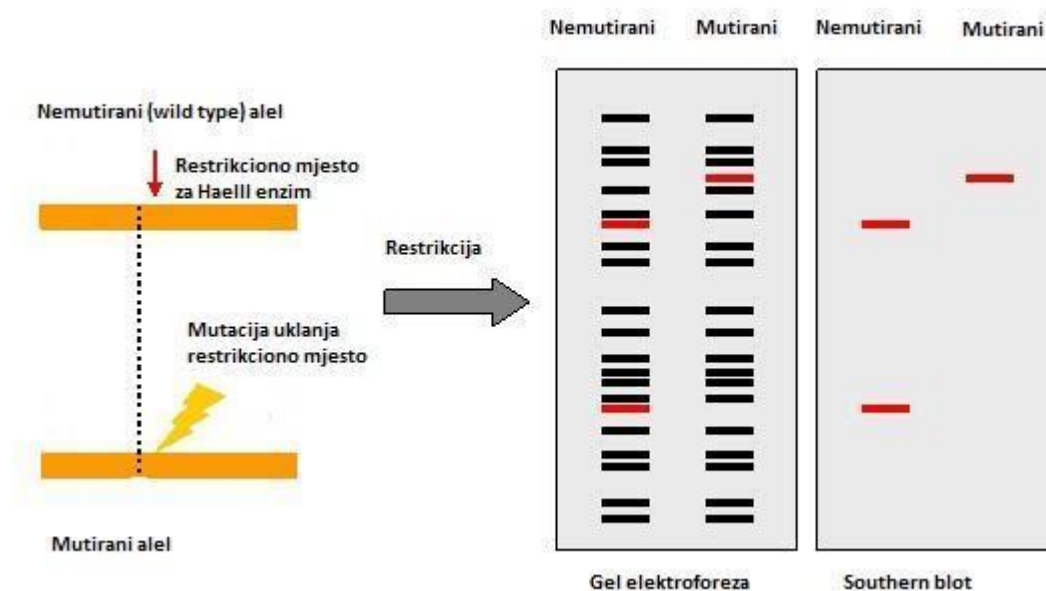 Nemutirani (wild type) alel
Restrikciono mjesto
za HaeIII enzim
Mutacija uklanja
restrikciono mjesto
Mutirani alel
Restrikcija
Nemutirani
Mutirani
Nemutirani
Mutirani
Gel elektroforeza
Southern blot